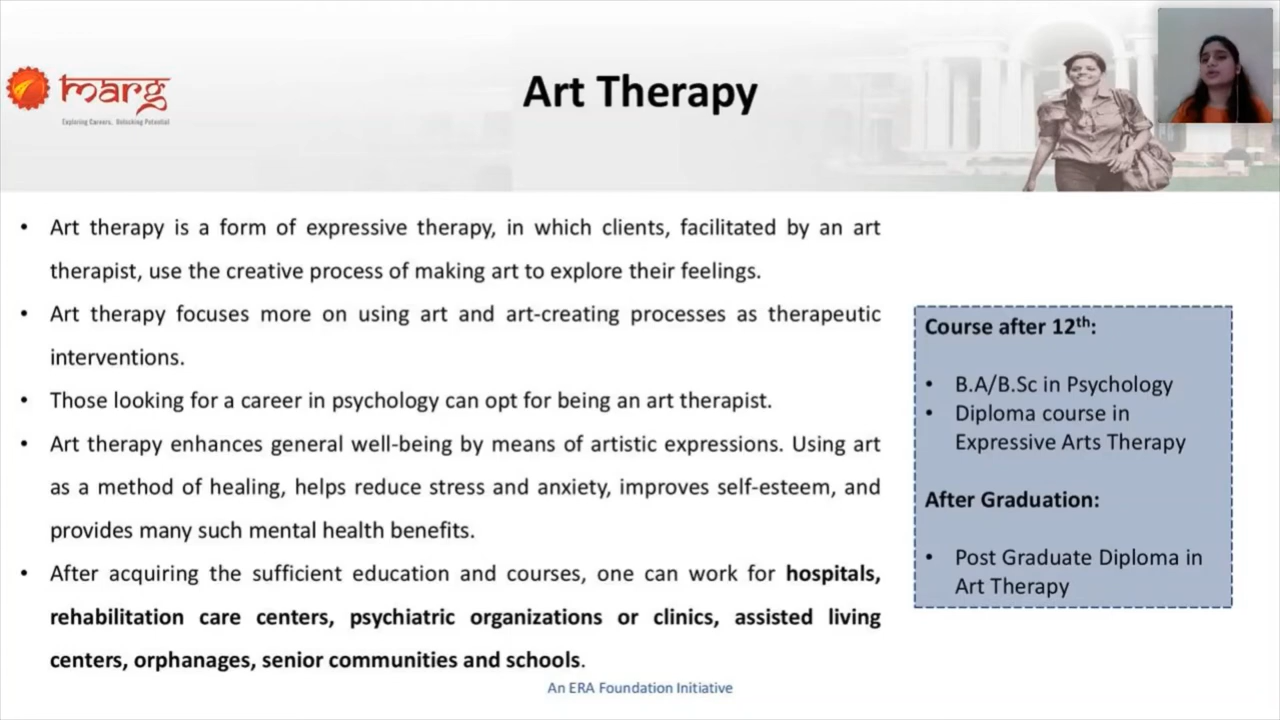 marg
Exploring Careers, Unlocking Potential
Art Therapy
• Art therapy is a form of expressive therapy, in which clients, facilitated by an art
therapist, use the creative process of making art to explore their feelings.
• Art therapy focuses more on using art and art-creating processes as therapeutic
interventions.
• Those looking for a career in psychology can opt for being an art therapist.
• Art therapy enhances general well-being by means of artistic expressions. Using art
as a method of healing, helps reduce stress and anxiety, improves self-esteem, and
provides many such mental health benefits.
• After acquiring the sufficient education and courses, one can work for hospitals,
rehabilitation care centers, psychiatric organizations or clinics, assisted living
centers, orphanages, senior communities and schools.
Course after 12th:
• B.A/B.Sc in Psychology
• Diploma course in
Expressive Arts Therapy
After Graduation:
• Post Graduate Diploma in
Art Therapy
An ERA Foundation Initiative